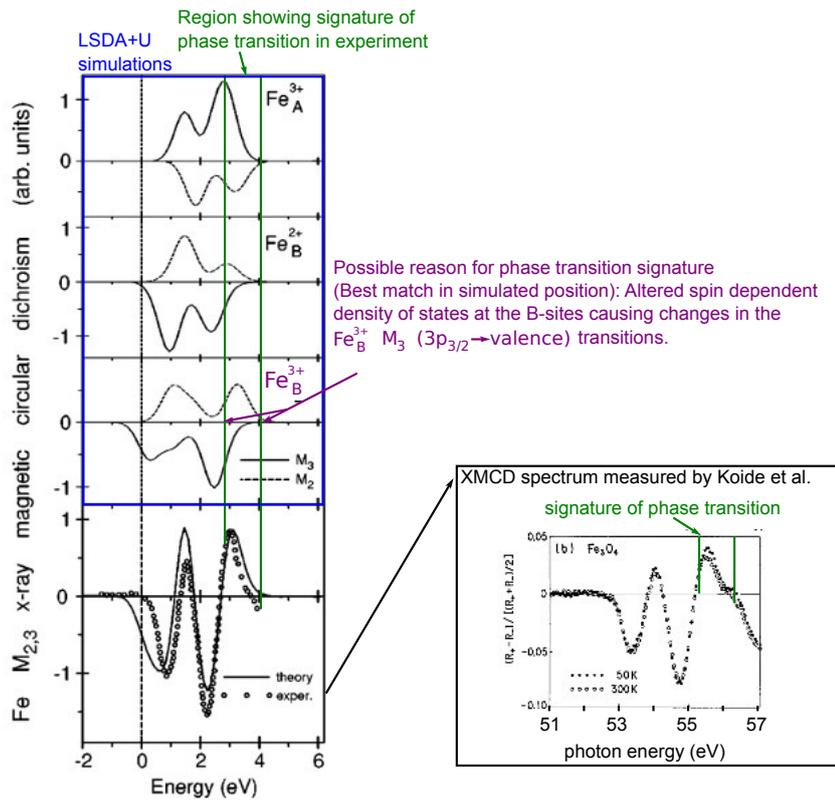 Region showing signature of
phase transition in experiment
LSDA+U
simulations
Fe M2,3 x-ray magnetic circular dichroism (arb. units)
1
0
Fe3+A
1
0
-1
Fe2+B
0
-1
Fe3+B
M3
M2
1
0
-1
theory
exper.
-2 0 2 4 6
Energy (eV)
Possible reason for phase transition signature
(Best match in simulated position): Altered spin dependent
density of states at the B-sites causing changes in the
Fe3+B M3 (3p3/2→valence) transitions.
XMCD spectrum measured by Koide et al.
signature of phase transition
(R+−R−)/[(R++R−)/2]
0.05
0
-0.05
-0.10
(b) Fe3O4
50K
300K
51 53 55 57
photon energy (eV)